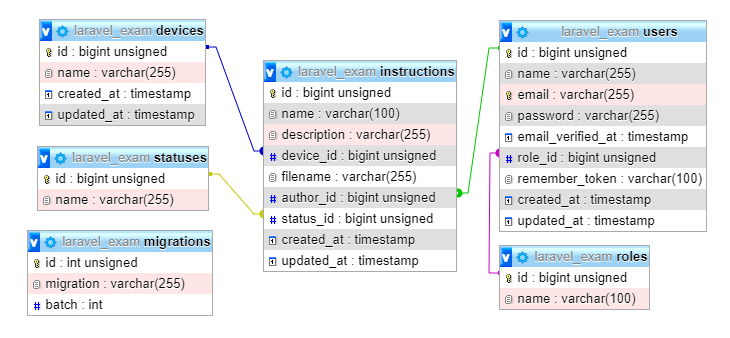 laravel_exam devices
id : bigint unsigned
name : varchar(255)
created_at : timestamp
updated_at : timestamp
laravel_exam statuses
id : bigint unsigned
name : varchar(255)
laravel_exam migrations
id : int unsigned
migration : varchar(255)
batch : int
laravel_exam instructions
id : bigint unsigned
name : varchar(100)
description : varchar(255)
device_id : bigint unsigned
filename : varchar(255)
author_id : bigint unsigned
status_id : bigint unsigned
created_at : timestamp
updated_at : timestamp
laravel_exam users
id : bigint unsigned
name : varchar(255)
email : varchar(255)
password : varchar(255)
email_verified_at : timestamp
role_id : bigint unsigned
remember_token : varchar(100)
created_at : timestamp
updated_at : timestamp
laravel_exam roles
id : bigint unsigned
name : varchar(100)